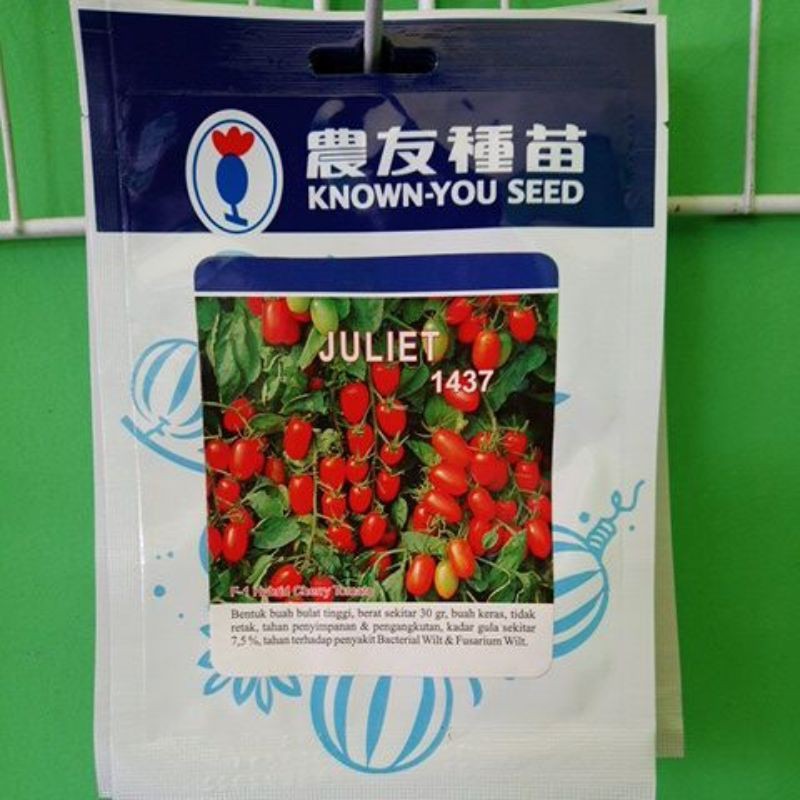 農友種苗
KNOWN-YOU SEED
JULIET
1437
F-1 Hybrid Cherry Tomato
Bentuk buah bulat tinggi, berat sekitar 30 gr, buah keras, tidak
retak, tahan penyimpanan & pengangkutan, kadar gula sekitar
7,5 %, tahan terhadap penyakit Bacterial Wilt & Fusarium Wilt.